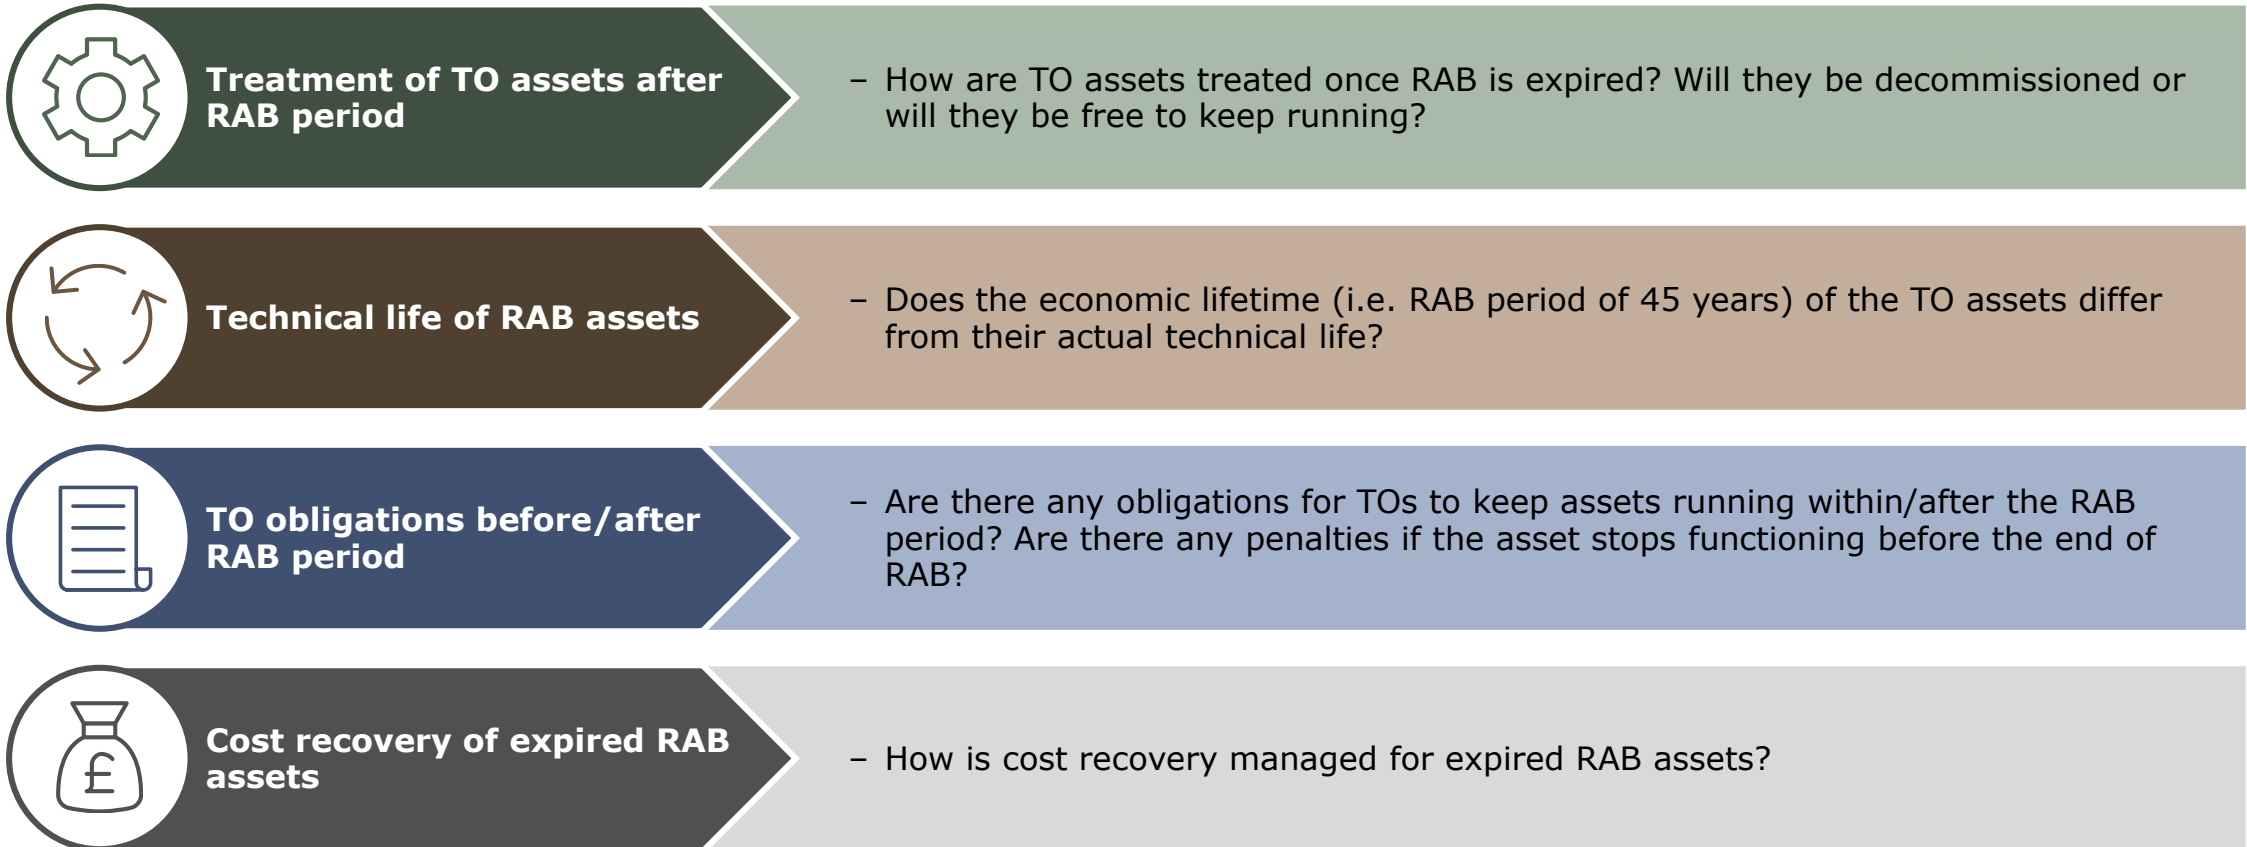 Treatment of TO assets after
RAB period
– How are TO assets treated once RAB is expired? Will they be decommissioned or
will they be free to keep running?
Technical life of RAB assets
– Does the economic lifetime (i.e. RAB period of 45 years) of the TO assets differ
from their actual technical life?
TO obligations before/after
RAB period
– Are there any obligations for TOs to keep assets running within/after the RAB
period? Are there any penalties if the asset stops functioning before the end of
RAB?
£
Cost recovery of expired RAB
assets
– How is cost recovery managed for expired RAB assets?